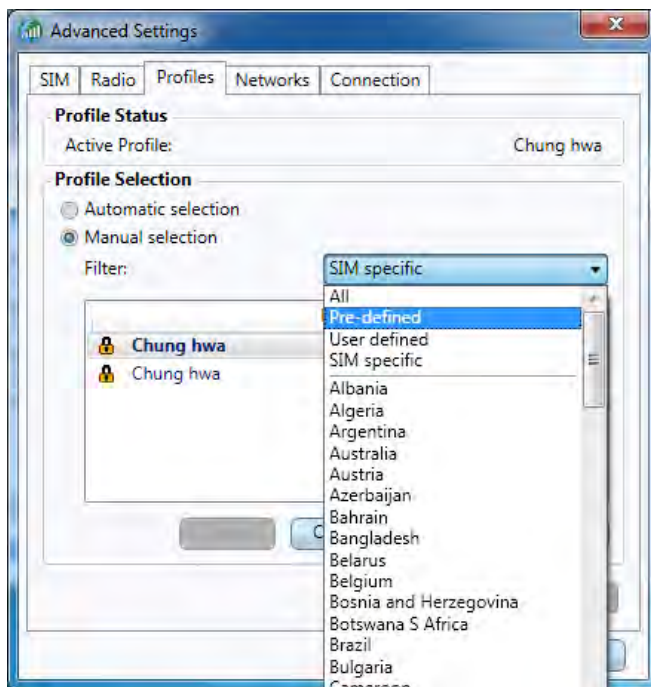 Advanced Settings
SIM Radio Profiles Networks Connection
Profile Status
Active Profile: Chung hwa
Profile Selection
Automatic selection
Manual selection
Filter: SIM specific
All
Pre-defined
User defined
SIM specific
Chung hwa
Chung hwa
Albania
Algeria
Argentina
Australia
Austria
Azerbaijan
Bahrain
Bangladesh
Belarus
Belgium
Bosnia and Herzegovina
Botswana S Africa
Brazil
Bulgaria